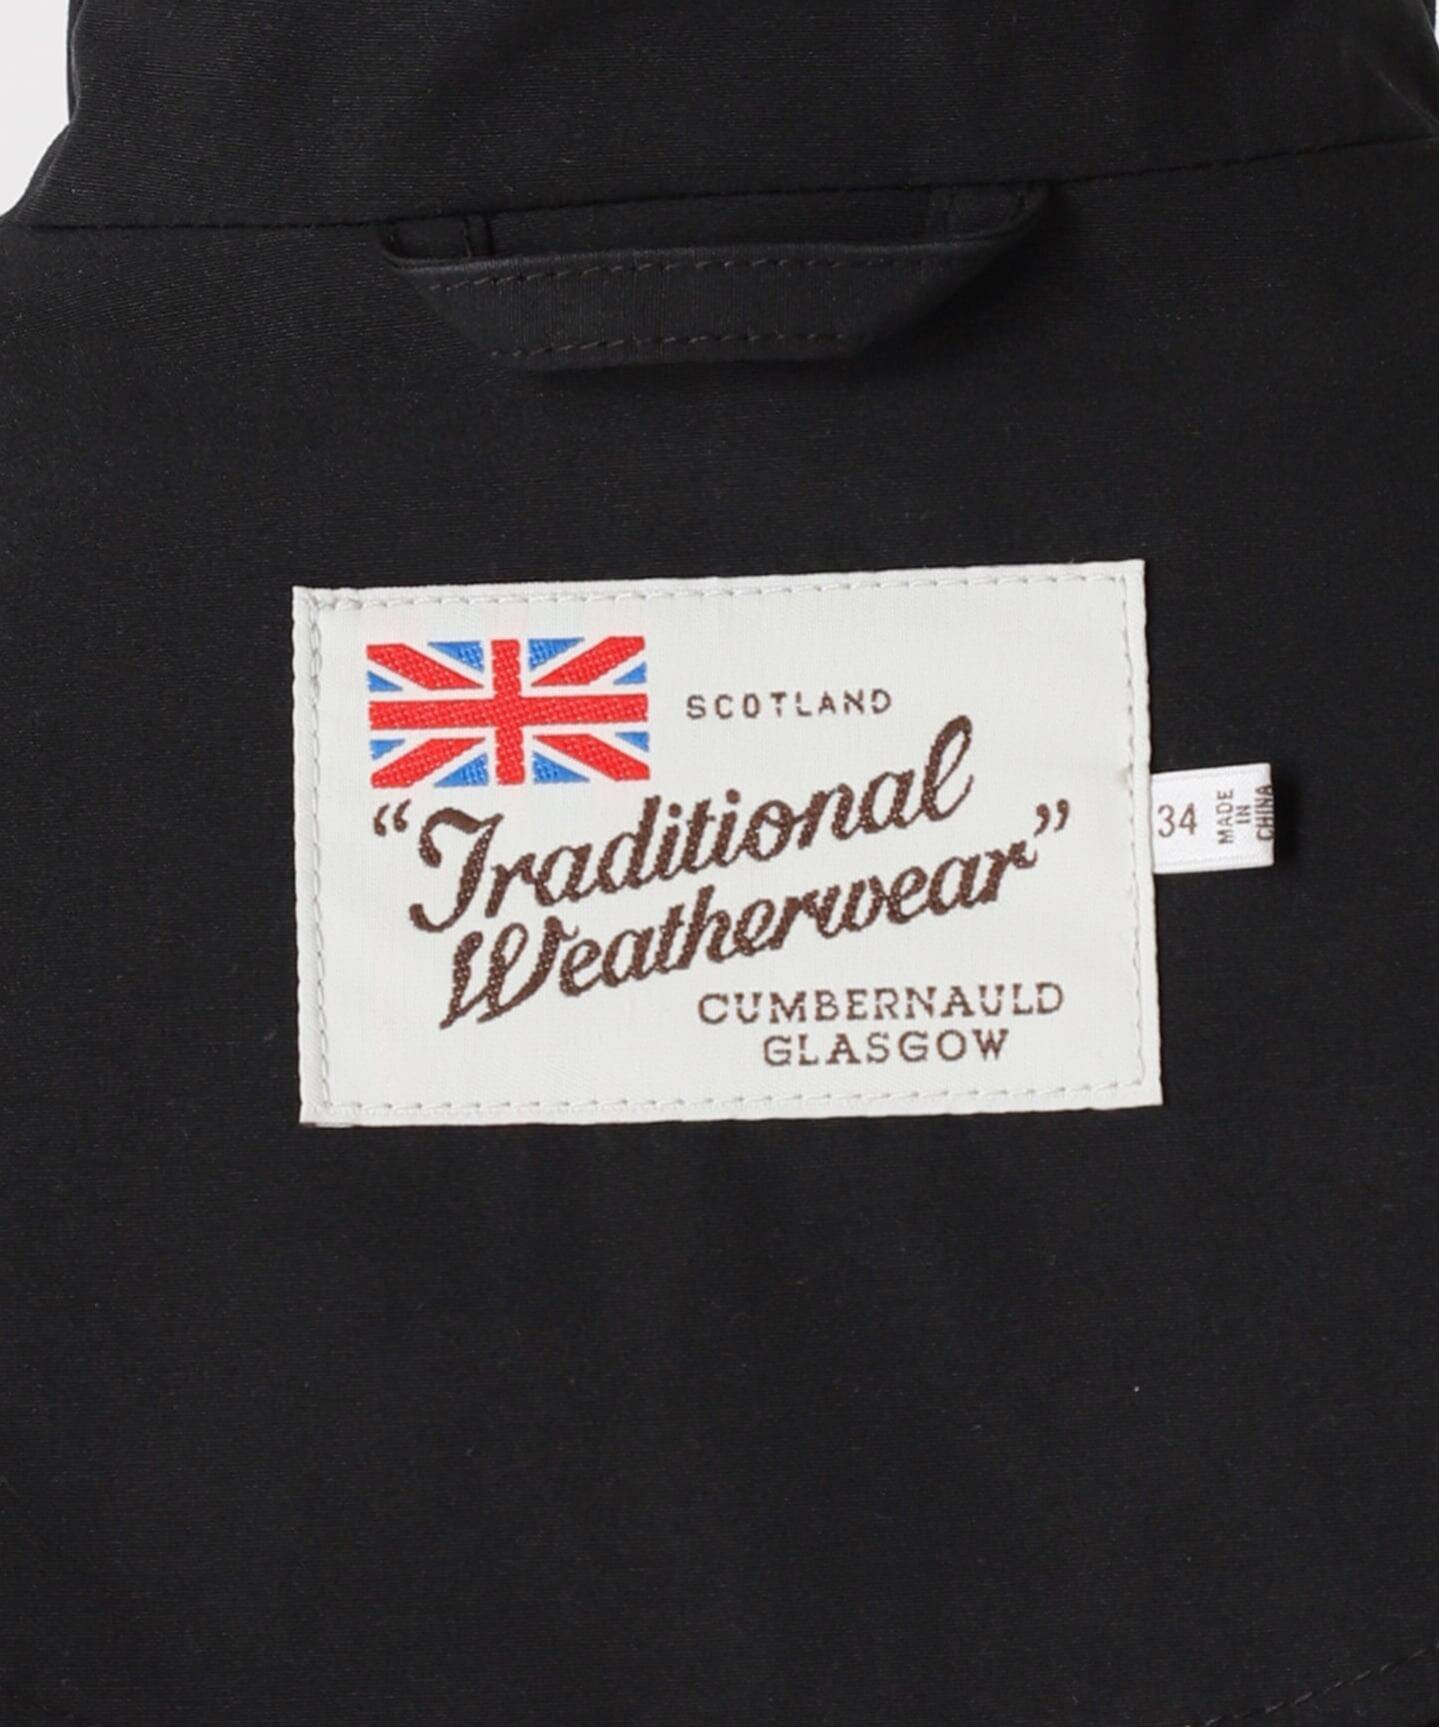 SCOTLAND
“Traditional
Weatherwear”
CUMBERNAULD
GLASGOW
34
MADE
IN
CHINA